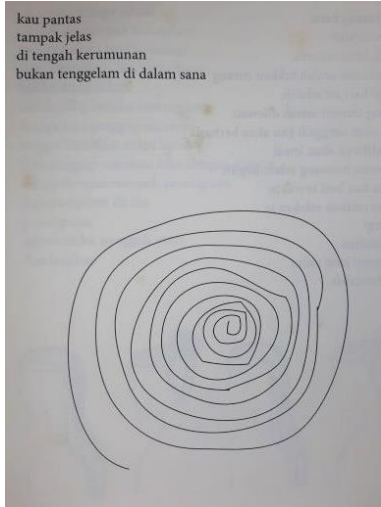 kau pantas
tampak jelas
di tengah kerumunan
bukan tenggelam di dalam sana